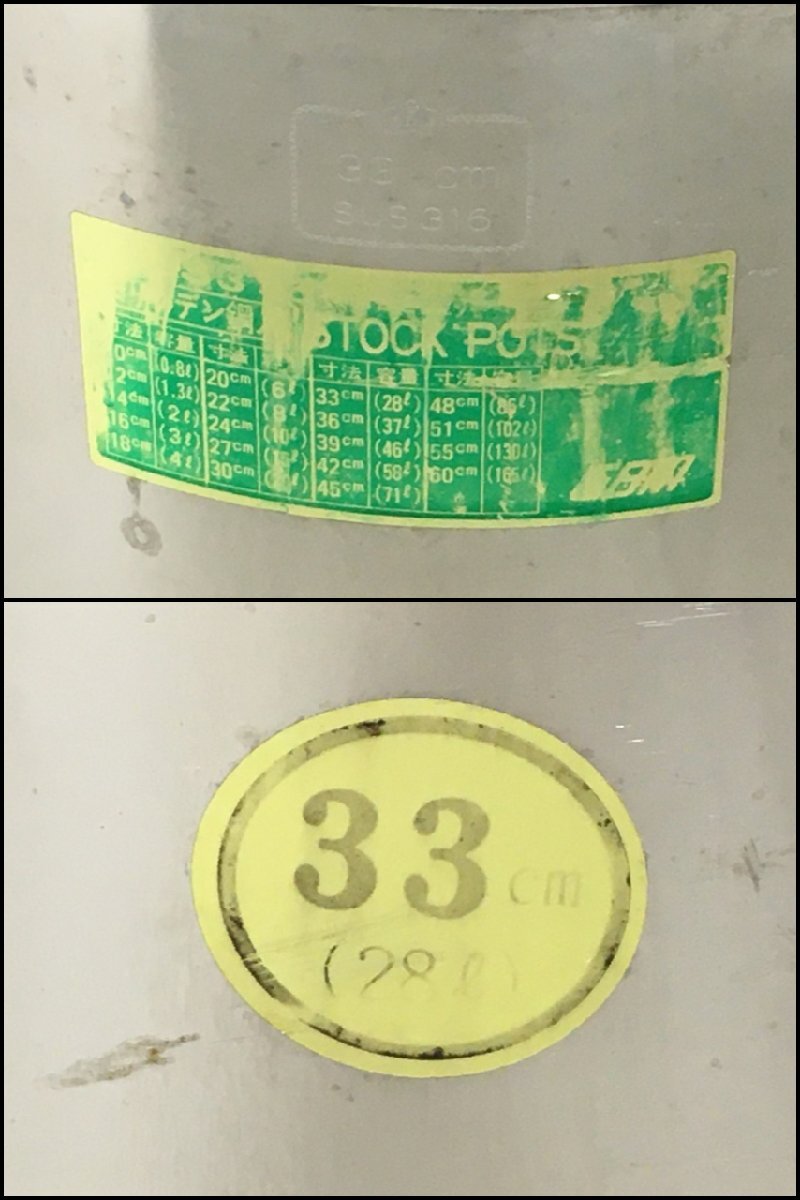 33 cm
SUS316
テン鋼 STOCK POTS
寸法 容量 寸法 寸法 容量 寸法
0cm (0.8ℓ) 20cm (6ℓ) 33cm (28ℓ) 48cm (86ℓ)
2cm (1.3ℓ) 22cm (8ℓ) 36cm (37ℓ) 51cm (102ℓ)
14cm (2ℓ) 24cm (10ℓ) 39cm (46ℓ) 55cm (130ℓ)
16cm (3ℓ) 27cm 42cm (58ℓ) 60cm (165ℓ)
18cm (4ℓ) 30cm 45cm (71ℓ)
33 cm
(28ℓ)